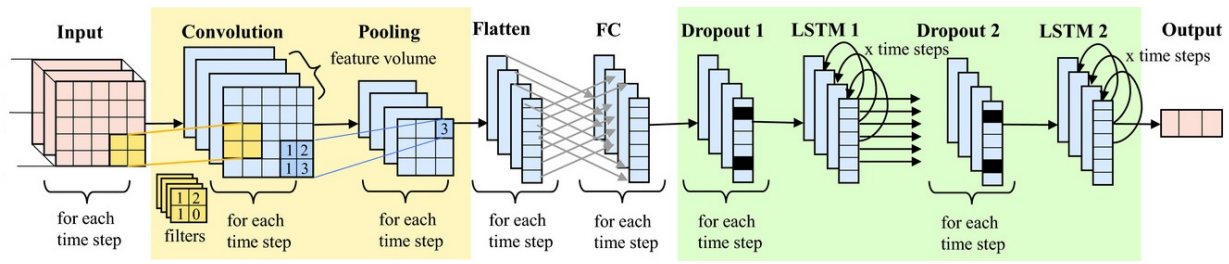 Input
Convolution
Pooling
Flatten
FC
Dropout 1
LSTM 1
Dropout 2
LSTM 2
Output
feature volume
x time steps
x time steps
3
1 2
1 3
1 2
1 0
filters
for each
time step
for each
time step
for each
time step
for each
time step
for each
time step
for each
time step
for each
time step